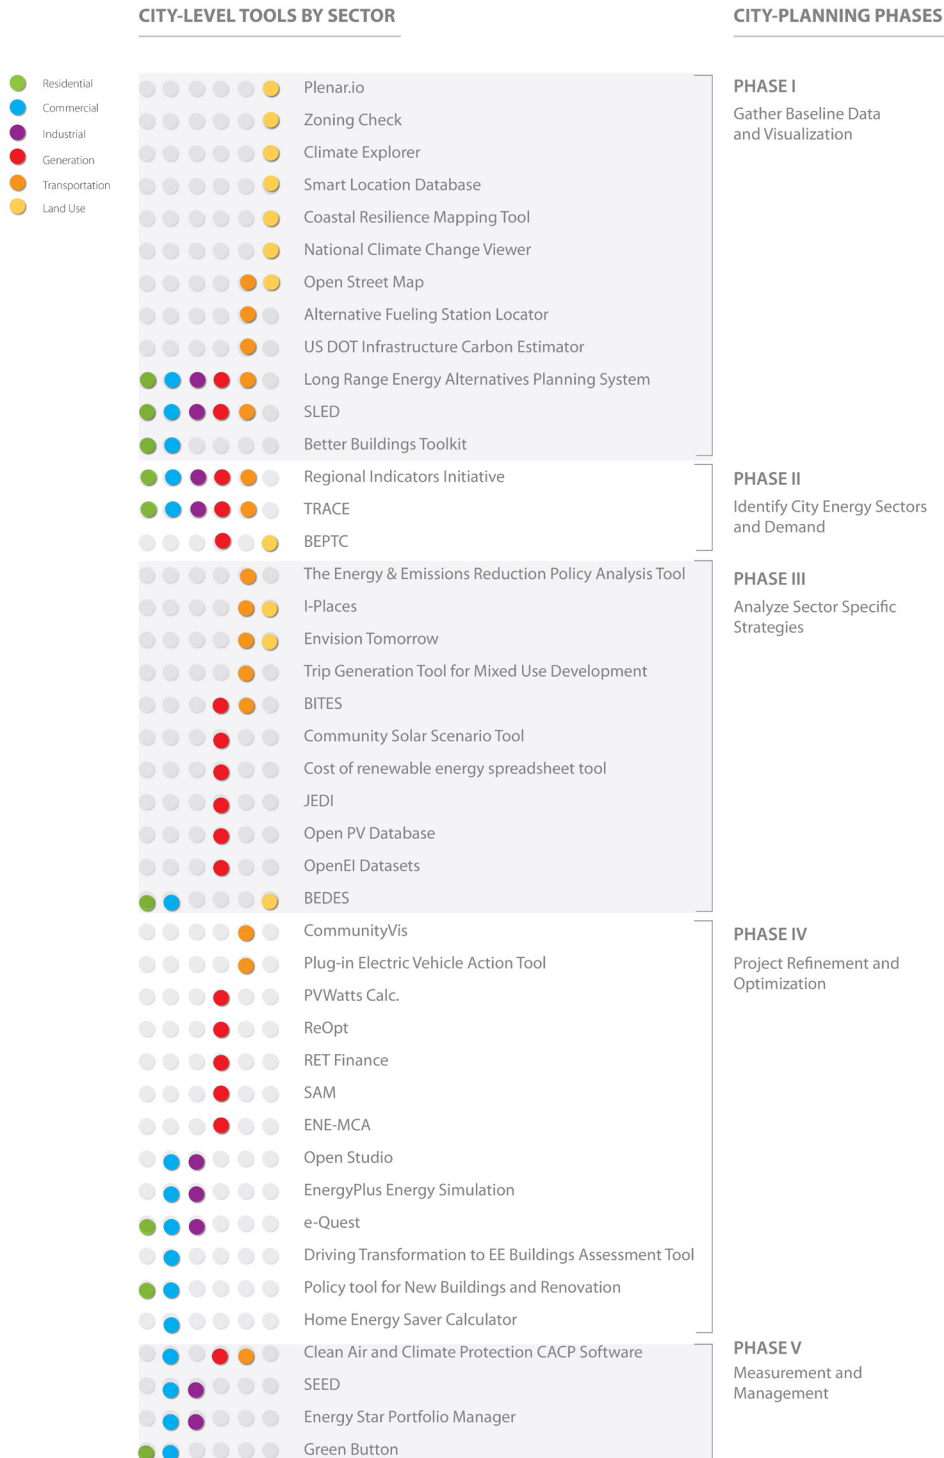 CITY-LEVEL TOOLS BY SECTOR
CITY-PLANNING PHASES
Residential
Commercial
Industrial
Generation
Transportation
Land Use
Plenar.io
Zoning Check
Climate Explorer
Smart Location Database
Coastal Resilience Mapping Tool
National Climate Change Viewer
Open Street Map
Alternative Fueling Station Locator
US DOT Infrastructure Carbon Estimator
Long Range Energy Alternatives Planning System
SLED
Better Buildings Toolkit
PHASE I
Gather Baseline Data
and Visualization
Regional Indicators Initiative
TRACE
BEPTC
PHASE II
Identify City Energy Sectors
and Demand
The Energy & Emissions Reduction Policy Analysis Tool
I-Places
Envision Tomorrow
Trip Generation Tool for Mixed Use Development
BITES
Community Solar Scenario Tool
Cost of renewable energy spreadsheet tool
JEDI
Open PV Database
OpenEI Datasets
BEDES
PHASE III
Analyze Sector Specific
Strategies
CommunityVis
Plug-in Electric Vehicle Action Tool
PVWatts Calc.
ReOpt
RET Finance
SAM
ENE-MCA
Open Studio
EnergyPlus Energy Simulation
e-Quest
Driving Transformation to EE Buildings Assessment Tool
Policy tool for New Buildings and Renovation
Home Energy Saver Calculator
PHASE IV
Project Refinement and
Optimization
Clean Air and Climate Protection CACP Software
SEED
Energy Star Portfolio Manager
Green Button
PHASE V
Measurement and
Management